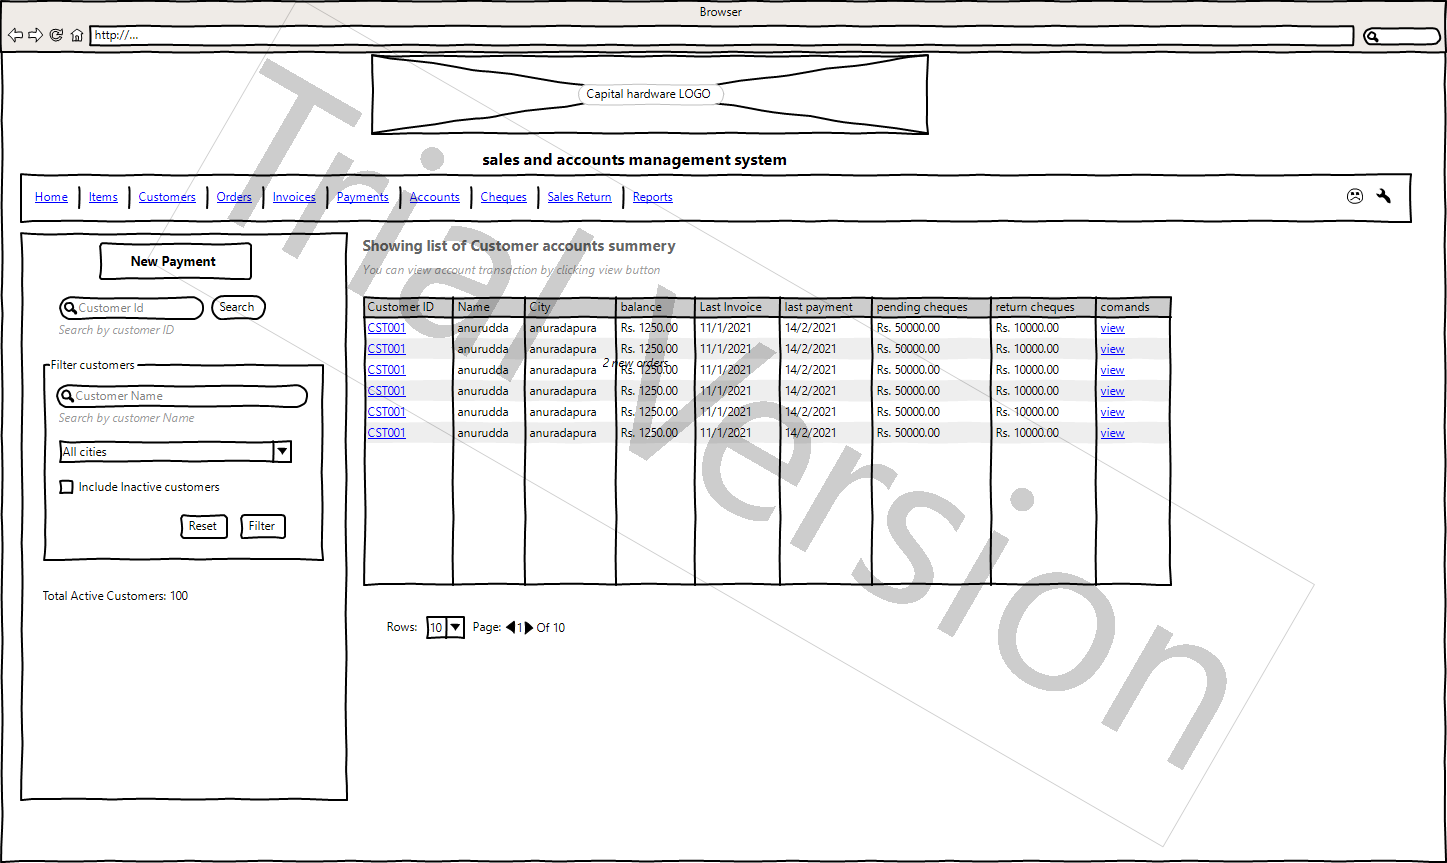 Browser
http://...
Capital hardware LOGO
sales and accounts management system
Home Items Customers Orders Invoices Payments Accounts Cheques Sales Return Reports
New Payment
Customer Id Search
Search by customer ID
Filter customers
Customer Name
Search by customer Name
All cities
Include Inactive customers
Reset Filter
Total Active Customers: 100
Showing list of Customer accounts summery
You can view account transaction by clicking view button
Customer ID Name City balance Last Invoice last payment pending cheques return cheques comands
CST001 anurudda anuradapura Rs. 1250.00 11/1/2021 14/2/2021 Rs. 50000.00 Rs. 10000.00 view
CST001 anurudda anuradapura Rs. 1250.00 11/1/2021 14/2/2021 Rs. 50000.00 Rs. 10000.00 view
2 new orders
CST001 anurudda anuradapura Rs. 1250.00 11/1/2021 14/2/2021 Rs. 50000.00 Rs. 10000.00 view
CST001 anurudda anuradapura Rs. 1250.00 11/1/2021 14/2/2021 Rs. 50000.00 Rs. 10000.00 view
CST001 anurudda anuradapura Rs. 1250.00 11/1/2021 14/2/2021 Rs. 50000.00 Rs. 10000.00 view
CST001 anurudda anuradapura Rs. 1250.00 11/1/2021 14/2/2021 Rs. 50000.00 Rs. 10000.00 view
Rows: 10 Page: 1 Of 10
Trial Version